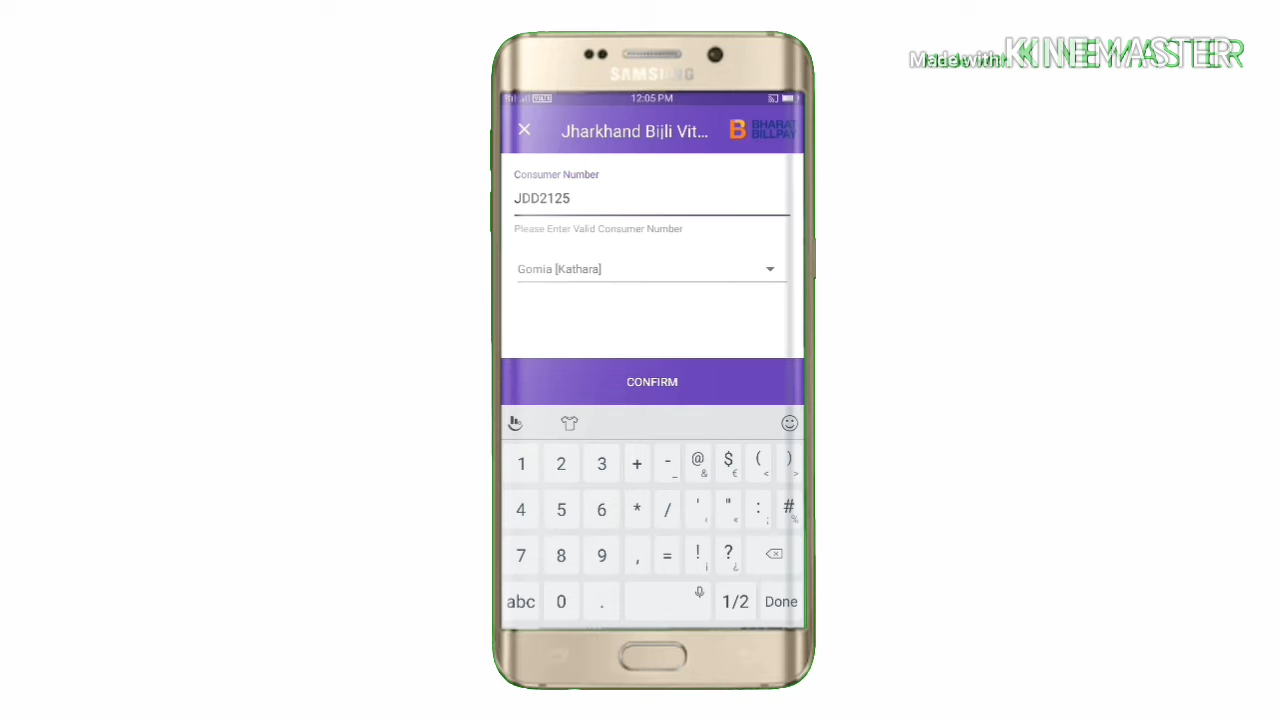 Made with KINEMASTER
SAMSUNG
12:05 PM
Jharkhand Bijli Vit...
B BHARAT
BILLPAY
Consumer Number
JDD2125
Please Enter Valid Consumer Number
Gomia [Kathara]
CONFIRM
1 2 3 + - _ @ & $ € ( < ) >
4 5 6 * / ' ‹ " « : ; # %
7 8 9 , = ! ¡ ? ¿
abc 0 . 1/2 Done